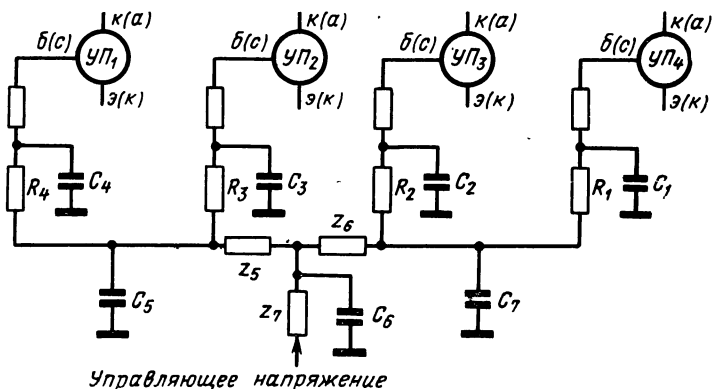 к(а) к(а) к(а) к(а)
б(с) УП₁ б(с) УП₂ б(с) УП₃ б(с) УП₄
э(к) э(к) э(к) э(к)
R₄ C₄ R₃ C₃ R₂ C₂ R₁ C₁
z₅ z₆
C₅ z₇ C₆ C₇
Управляющее напряжение